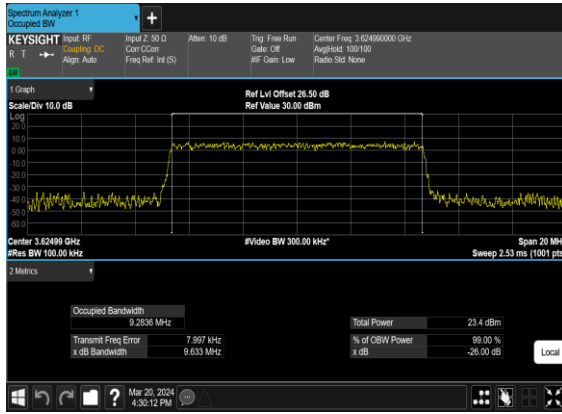 Spectrum Analyzer 1
Occupied BW
KEYSIGHT
R T
LXI
Input: RF
Coupling: DC
Align: Auto
Input Z: 50 Ω
Corr CCorr
Freq Ref: Int (S)
Atten: 10 dB
Trig: Free Run
Gate: Off
#IF Gain: Low
Center Freq: 3.624990000 GHz
Avg|Hold: 100/100
Radio Std: None
1 Graph
Scale/Div 10.0 dB
Ref Lvl Offset 26.50 dB
Ref Value 30.00 dBm
Log
20.0
10.0
0.00
-10.0
-20.0
-30.0
-40.0
-50.0
-60.0
Center 3.62499 GHz
#Res BW 100.00 kHz
#Video BW 300.00 kHz*
Span 20 MH
Sweep 2.53 ms (1001 pts
2 Metrics
Occupied Bandwidth
9.2836 MHz
Transmit Freq Error 7.997 kHz
x dB Bandwidth 9.633 MHz
Total Power 23.4 dBm
% of OBW Power 99.00 %
x dB -26.00 dB
Local
?
Mar 20, 2024
4:30:12 PM